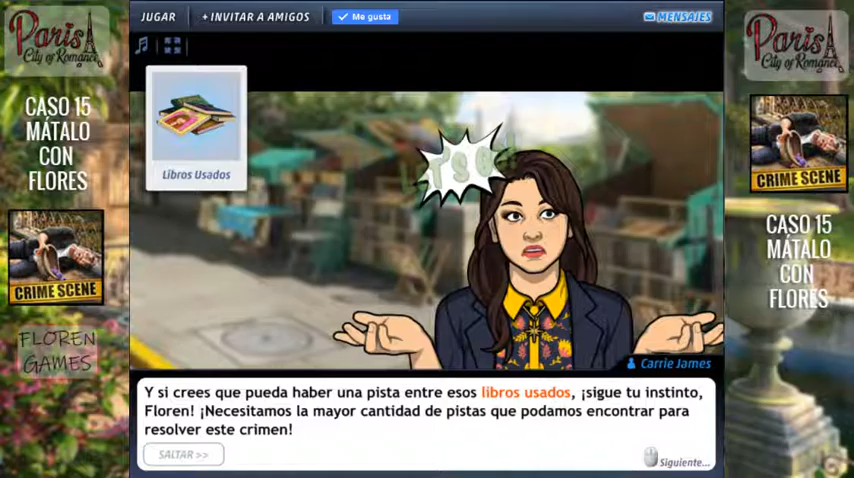 JUGAR
+ INVITAR A AMIGOS
Me gusta
MENSAJES
Paris
City of Romance
CASO 15
MÁTALO
CON
FLORES
CRIME SCENE
FLOREN
GAMES
Libros Usados
Carrie James
Y si crees que pueda haber una pista entre esos libros usados, ¡sigue tu instinto,
Floren! ¡Necesitamos la mayor cantidad de pistas que podamos encontrar para
resolver este crimen!
SALTAR >>
Siguiente...
Paris
City of Romance
CRIME SCENE
CASO 15
MÁTALO
CON
FLORES